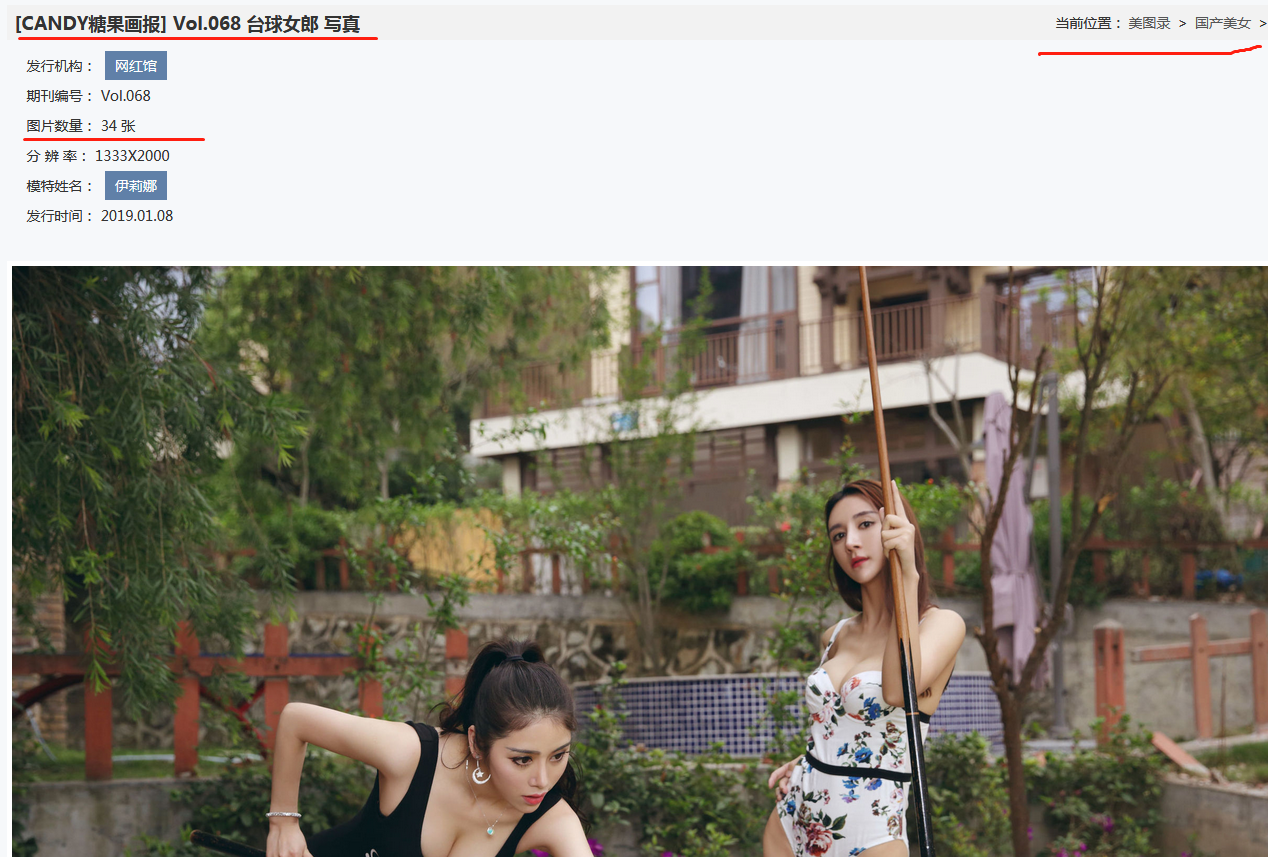 [CANDY糖果画报] Vol.068 台球女郎 写真
当前位置： 美图录 > 国产美女 >
发行机构： 网红馆
期刊编号： Vol.068
图片数量： 34 张
分 辨 率： 1333X2000
模特姓名： 伊莉娜
发行时间： 2019.01.08